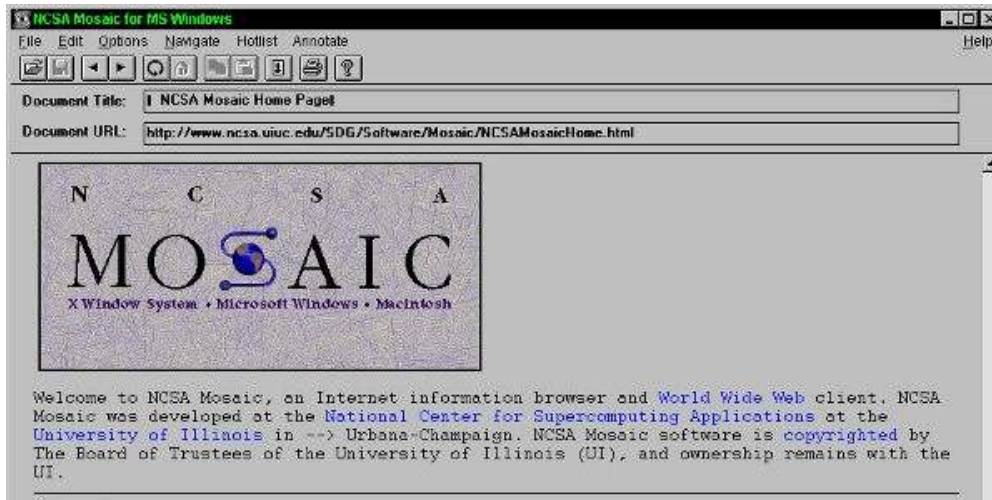 NCSA Mosaic for MS Windows
File Edit Options Navigate Hotlist Annotate Help
Document Title: NCSA Mosaic Home Page
Document URL: http://www.ncsa.uiuc.edu/SDG/Software/Mosaic/NCSAMosaicHome.html
N C S A
MOSAIC
X Window System • Microsoft Windows • Macintosh
Welcome to NCSA Mosaic, an Internet information browser and World Wide Web client. NCSA
Mosaic was developed at the National Center for Supercomputing Applications at the
University of Illinois in --> Urbana-Champaign. NCSA Mosaic software is copyrighted by
The Board of Trustees of the University of Illinois (UI), and ownership remains with the
UI.